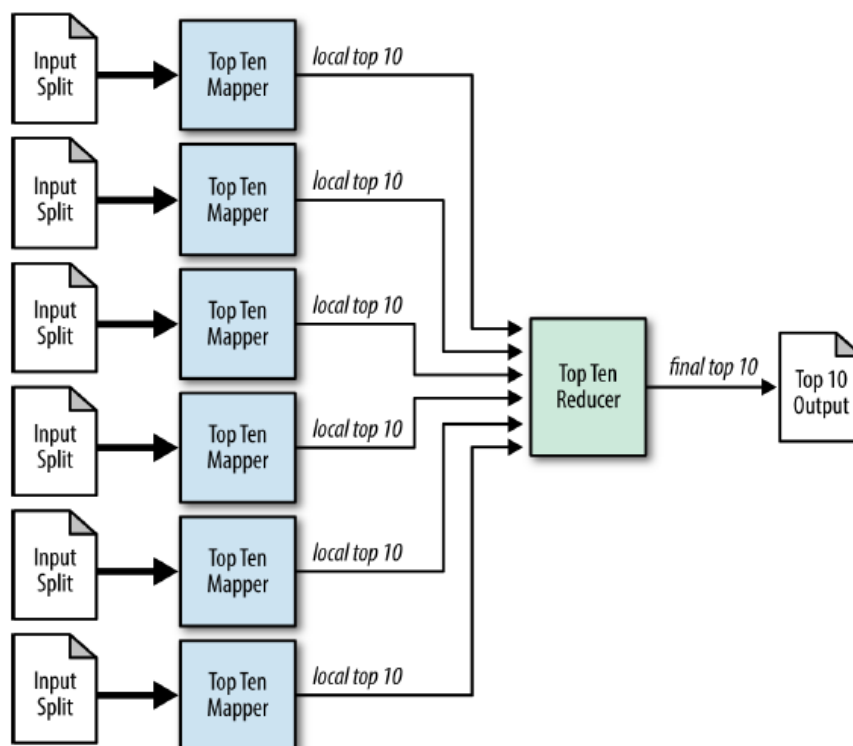 Input
Split
Top Ten
Mapper
local top 10
Input
Split
Top Ten
Mapper
local top 10
Input
Split
Top Ten
Mapper
local top 10
Input
Split
Top Ten
Mapper
local top 10
Input
Split
Top Ten
Mapper
local top 10
Input
Split
Top Ten
Mapper
local top 10
Top Ten
Reducer
final top 10
Top 10
Output